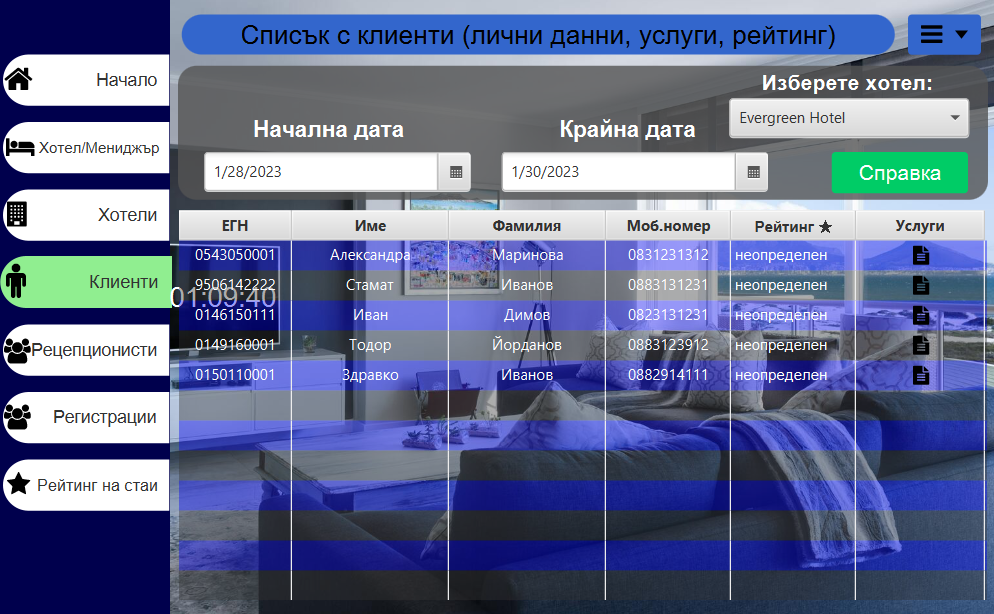 Списък с клиенти (лични данни, услуги, рейтинг)
Начало
Хотел/Мениджър
Хотели
Клиенти
Рецепционисти
Регистрации
Рейтинг на стаи
Изберете хотел:
Evergreen Hotel
Начална дата
Крайна дата
1/28/2023
1/30/2023
Справка
ЕГН Име Фамилия Моб.номер Рейтинг Услуги
0543050001 Александра Маринова 0831231312 неопределен
9506142222 Стамат Иванов 0883131231 неопределен
01:09:40
0146150111 Иван Димов 0823131231 неопределен
0149160001 Тодор Йорданов 0883123912 неопределен
0150110001 Здравко Иванов 0882914111 неопределен